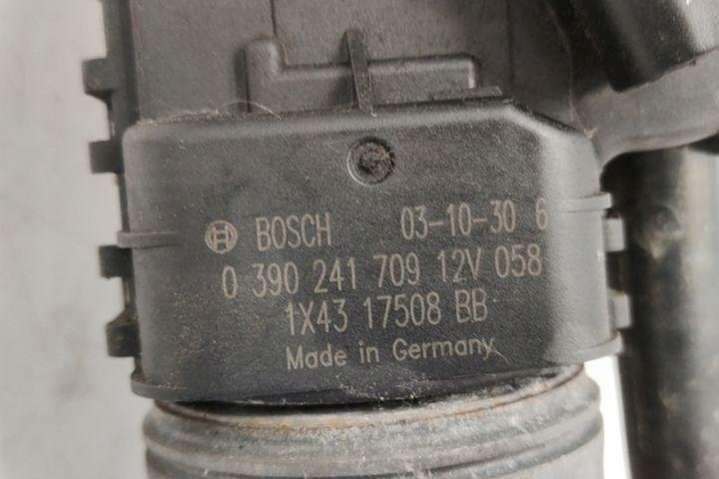 BOSCH 03-10-30 6
0 390 241 709 12V 058
1X43 17508 BB
Made in Germany